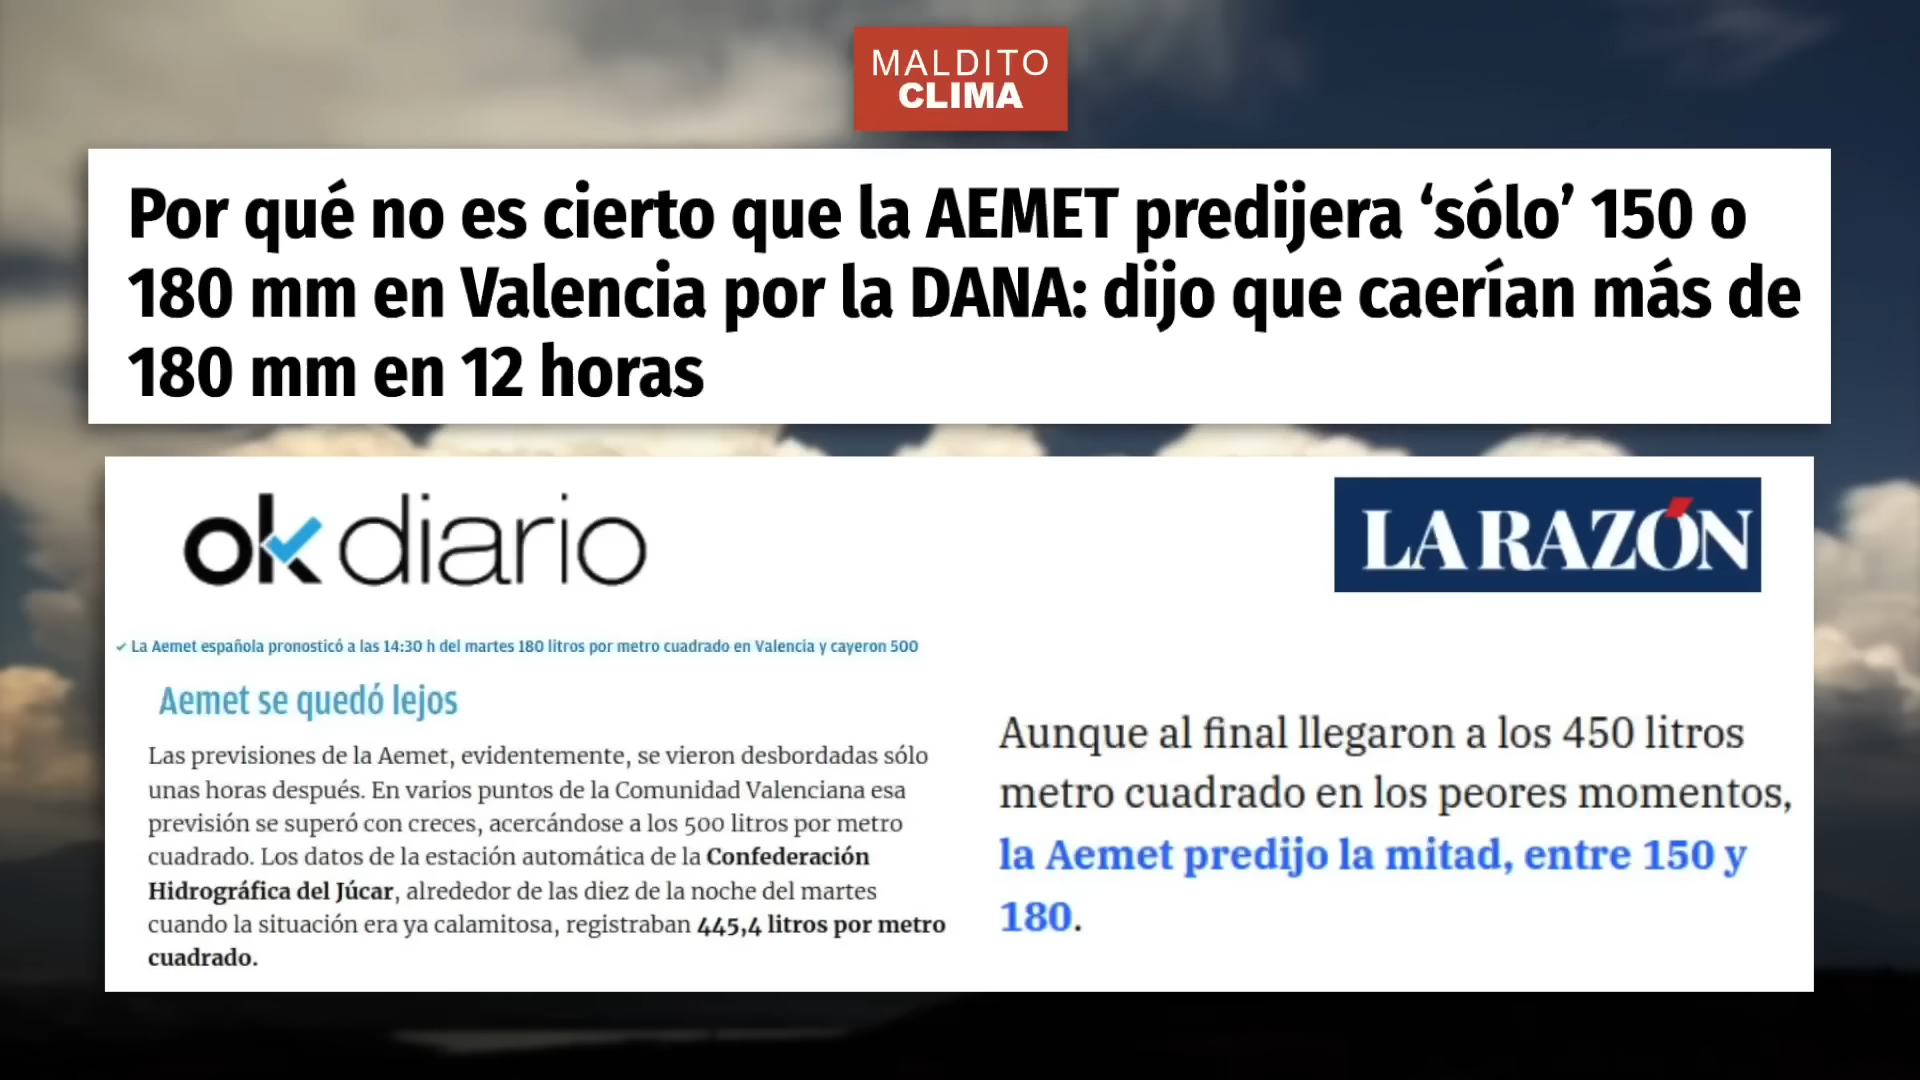 MALDITO
CLIMA
Por qué no es cierto que la AEMET predijera ‘sólo’ 150 o
180 mm en Valencia por la DANA: dijo que caerían más de
180 mm en 12 horas
okdiario
La Aemet española pronosticó a las 14:30 h del martes 180 litros por metro cuadrado en Valencia y cayeron 500
Aemet se quedó lejos
Las previsiones de la Aemet, evidentemente, se vieron desbordadas sólo
unas horas después. En varios puntos de la Comunidad Valenciana esa
previsión se superó con creces, acercándose a los 500 litros por metro
cuadrado. Los datos de la estación automática de la Confederación
Hidrográfica del Júcar, alrededor de las diez de la noche del martes
cuando la situación era ya calamitosa, registraban 445,4 litros por metro
cuadrado.
LA RAZÓN
Aunque al final llegaron a los 450 litros
metro cuadrado en los peores momentos,
la Aemet predijo la mitad, entre 150 y
180.